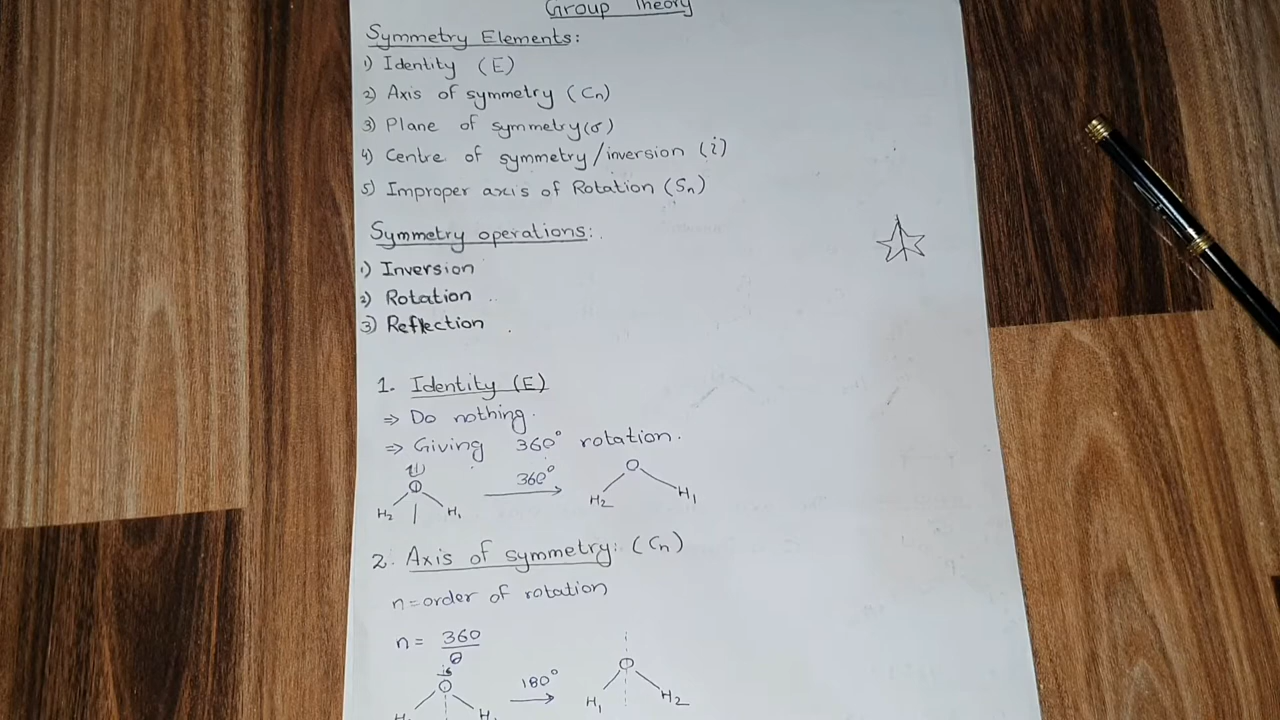 Group Theory
Symmetry Elements:
1) Identity (E)
2) Axis of symmetry (Cn)
3) Plane of symmetry (σ)
4) Centre of symmetry/inversion (i)
5) Improper axis of Rotation (Sn)
Symmetry operations:
1) Inversion
2) Rotation
3) Reflection
1. Identity (E)
⇒ Do nothing.
⇒ Giving 360° rotation.
O 360° O
H2 H1 H2 H1
2. Axis of symmetry: (Cn)
n = order of rotation
n = 360
θ
O 180° O
H1 H2